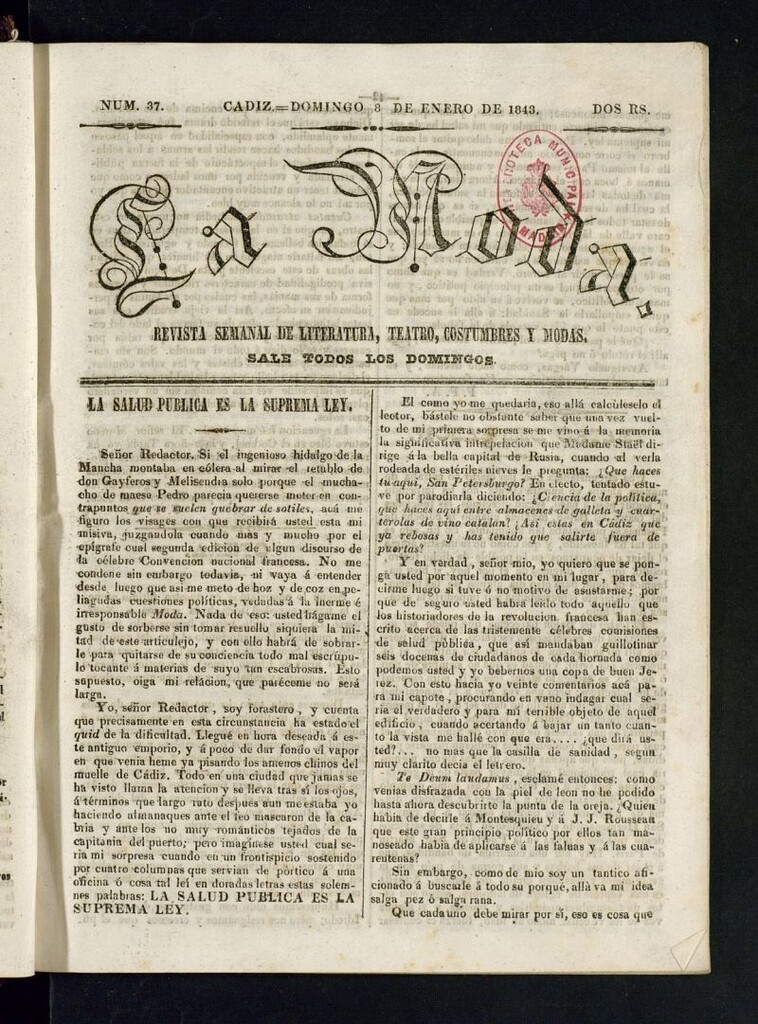 NUM. 37. CADIZ.=DOMINGO 8 DE ENERO DE 1843. DOS RS.
La Moda.
BIBLIOTECA MUNICIPAL
MADRID
REVISTA SEMANAL DE LITERATURA, TEATRO, COSTUMBRES Y MODAS.
SALE TODOS LOS DOMINGOS.
LA SALUD PUBLICA ES LA SUPREMA LEY.
Señor Redactor. Si el ingenioso hidalgo de la
Mancha montaba en cólera al mirar el retablo de
don Gayferos y Melisendra solo porque el mucha-
cho de maese Pedro parecia quererse meter en con-
trapuntos que se suelen quebrar de sotiles, acá me
figuro los visages con que recibirá usted esta mi
misiva, juzgandola cuando mas y mucho por el
epígrafe cual segunda edicion de algun discurso de
la célebre Convencion nacional francesa. No me
condene sin embargo todavia, ni vaya á entender
desde luego que asi me meto de hoz y de coz en pe-
liagudas cuestiones políticas, vedadas á la inerme é
irresponsable Moda. Nada de eso: usted hágame el
gusto de sorberse sin tomar resuello siquiera la mi-
tad de este articulejo, y con ello habrá de sobrar-
le para quitarse de su conciencia todo mal escrúpu-
lo tocante á materias de suyo tan escabrosas. Esto
supuesto, oiga mi relacion, que paréceme no será
larga.
Yo, señor Redactor, soy forastero, y cuenta
que precisamente en esta circunstancia ha estado el
quid de la dificultad. Llegué en hora deseada á es-
te antiguo emporio, y á poco de dar fondo el vapor
en que venia heme ya pisando los amenos chinos del
muelle de Cádiz. Todo en una ciudad que jamas se
ha visto llama la atencion y se lleva tras sí los ojos,
á términos que largo rato despues aun me estaba yo
haciendo almanaques ante el feo mascaron de la ca-
bria y ante los no muy románticos tejados de la
capitania del puerto; pero imagínese usted cual se-
ria mi sorpresa cuando en un frontispicio sostenido
por cuatro columnas que servian de pórtico á una
oficina ó cosa tal leí en doradas letras estas solem-
nes palabras: LA SALUD PUBLICA ES LA
SUPREMA LEY.
El como yo me quedaria, eso allá calcúleselo el
lector, bástele no obstante saber que una vez vuel-
to de mi primera sorpresa se me vino á la memoria
la significativa intrepelacion que Madame Staël di-
rige á la bella capital de Rusia, cuando al verla
rodeada de estériles nieves le pregunta: ¿Que haces
tu aqui, San Petersburgo? En efecto, tentado estu-
ve por parodiarla diciendo: ¿Ciencia de la política,
que haces aqui entre almacenes de galleta y cuar-
terolas de vino catalan? ¿Asi estas en Cádiz que
ya rebosas y has tenido que salirte fuera de
puertas?
Y en verdad, señor mio, yo quiero que se pon-
ga usted por aquel momento en mi lugar, para de-
cirme luego si tuve ó no motivo de asustarme; por
que de seguro usted habrá leido todo aquello que
los historiadores de la revolucion francesa han es-
crito acerca de las tristemente célebres comisiones
de salud pública, que asi mandaban guillotinar
seis docenas de ciudadanos de cada hornada como
podemos usted y yo bebernos una copa de buen Je-
rez. Con esto hacia yo veinte comentarios acá pa-
ra mi capote, procurando en vano indagar cual se-
ria el verdadero y para mí terrible objeto de aquel
edificio, cuando acertando á bajar un tanto cuan-
to la vista me hallé con que era.... ¿que dirá us-
ted?... no mas que la casilla de sanidad, segun
muy clarito decia el letrero.
Te Deum laudamus, esclamé entonces: como
venias disfrazada con la piel de leon no he podido
hasta ahora descubrirte la punta de la oreja. ¿Quien
habia de decirle á Montesquieu y á J. J. Rousseau
que este gran principio político por ellos tan ma-
noseado habia de aplicarse á las faluas y á las cua-
rentenas?
Sin embargo, como de mio soy un tantico afi-
cionado á buscarle á todo su porqué, allá va mi idea
salga pez ó salga rana.
Que cada uno debe mirar por sí, eso es cosa que